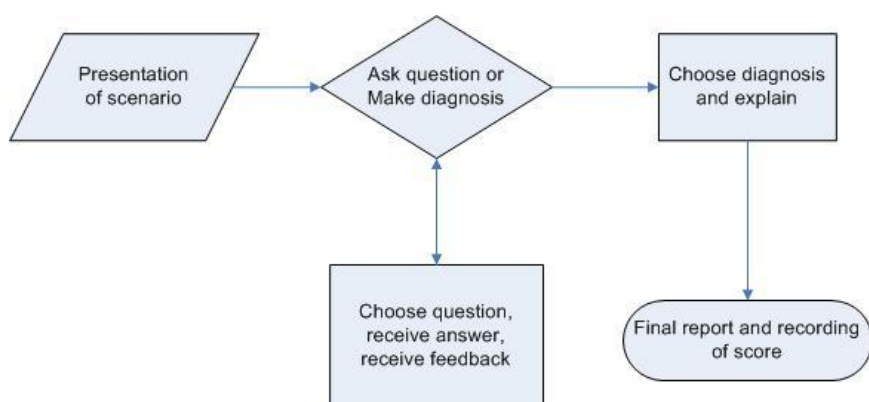 Presentation
of scenario
Ask question or
Make diagnosis
Choose diagnosis
and explain
Choose question,
receive answer,
receive feedback
Final report and recording
of score